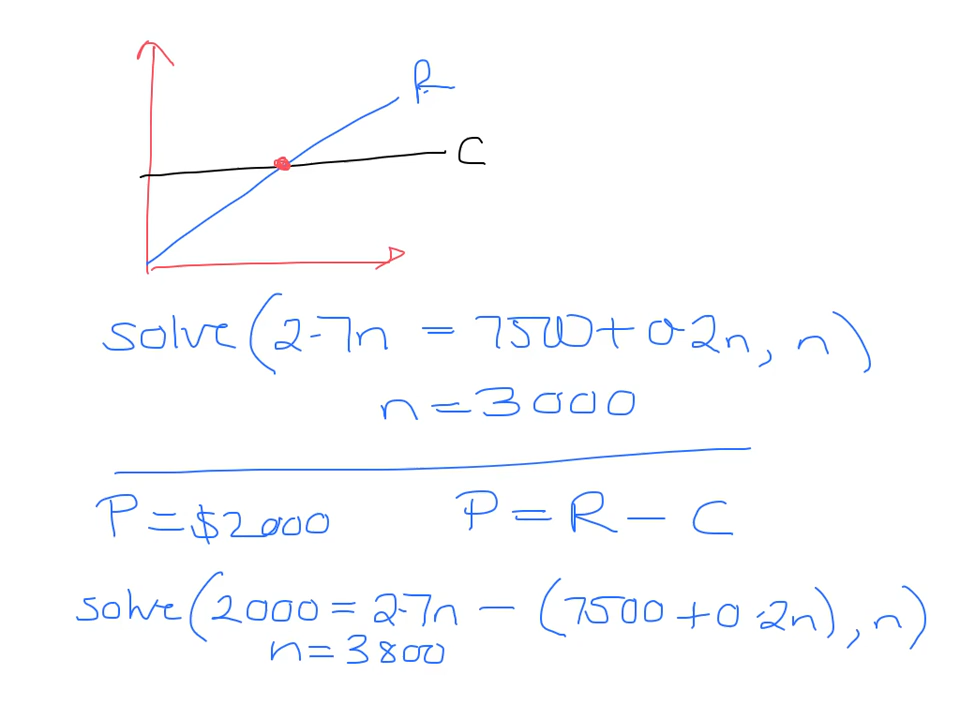 R
C
solve(2.7n = 7500+0.2n, n)
n=3000
P=$2000 P=R-C
solve(2000=2.7n-(7500+0.2n), n)
n=3800